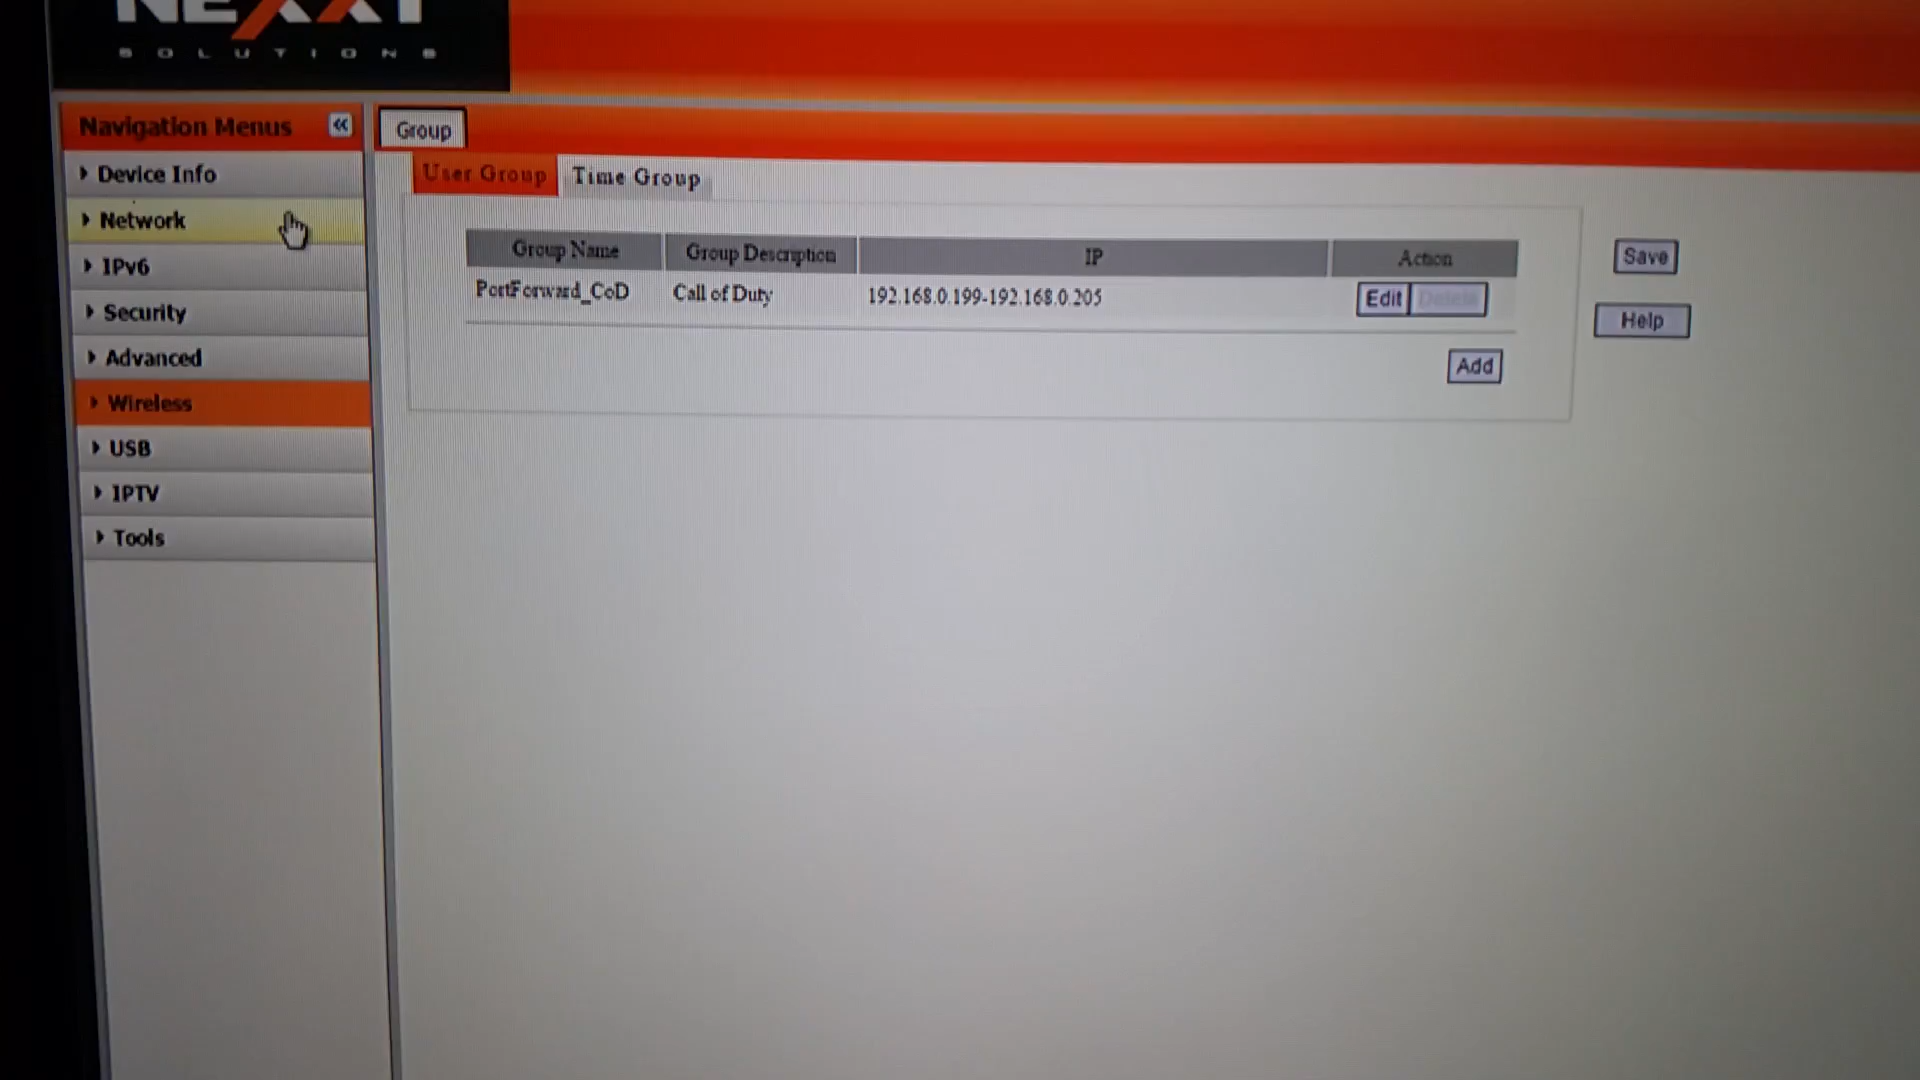 NEXXT
SOLUTIONS
Navigation Menus
Group
Device Info
User Group Time Group
Network
IPv6
Security
Advanced
Wireless
USB
IPTV
Tools
Group Name Group Description IP Action
PortForward_CoD Call of Duty 192.168.0.199-192.168.0.205 Edit Delete
Add
Save
Help